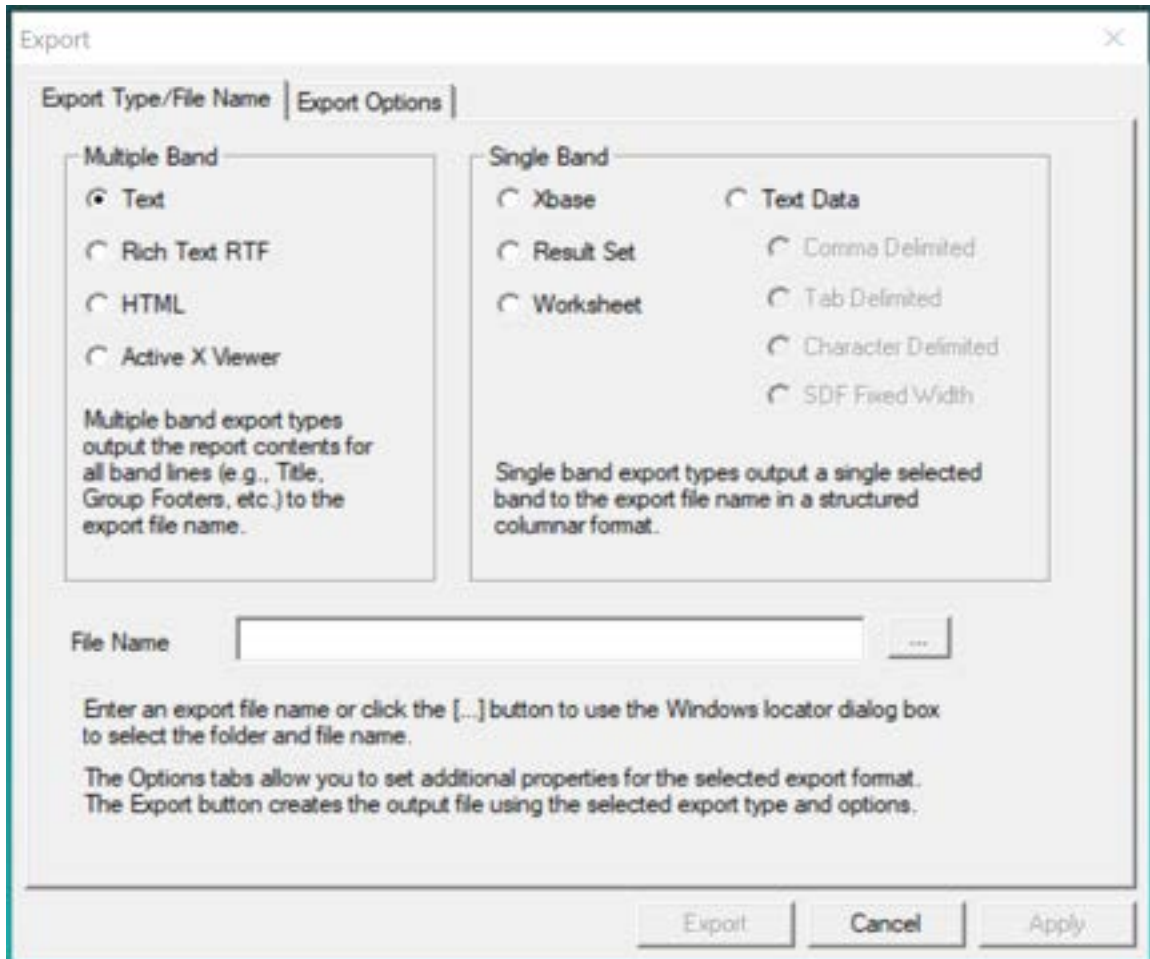 Export
Export Type/File Name
Export Options
Multiple Band
Text
Rich Text RTF
HTML
Active X Viewer
Multiple band export types
output the report contents for
all band lines (e.g., Title,
Group Footers, etc.) to the
export file name.
Single Band
Xbase
Result Set
Worksheet
Text Data
Comma Delimited
Tab Delimited
Character Delimited
SDF Fixed Width
Single band export types output a single selected
band to the export file name in a structured
columnar format.
File Name
...
Enter an export file name or click the [...] button to use the Windows locator dialog box
to select the folder and file name.
The Options tabs allow you to set additional properties for the selected export format.
The Export button creates the output file using the selected export type and options.
Export
Cancel
Apply